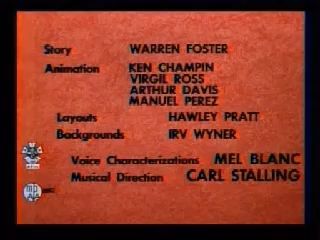 Story WARREN FOSTER
Animation KEN CHAMPIN
VIRGIL ROSS
ARTHUR DAVIS
MANUEL PEREZ
Layouts HAWLEY PRATT
Backgrounds IRV WYNER
Voice Characterizations MEL BLANC
Musical Direction CARL STALLING